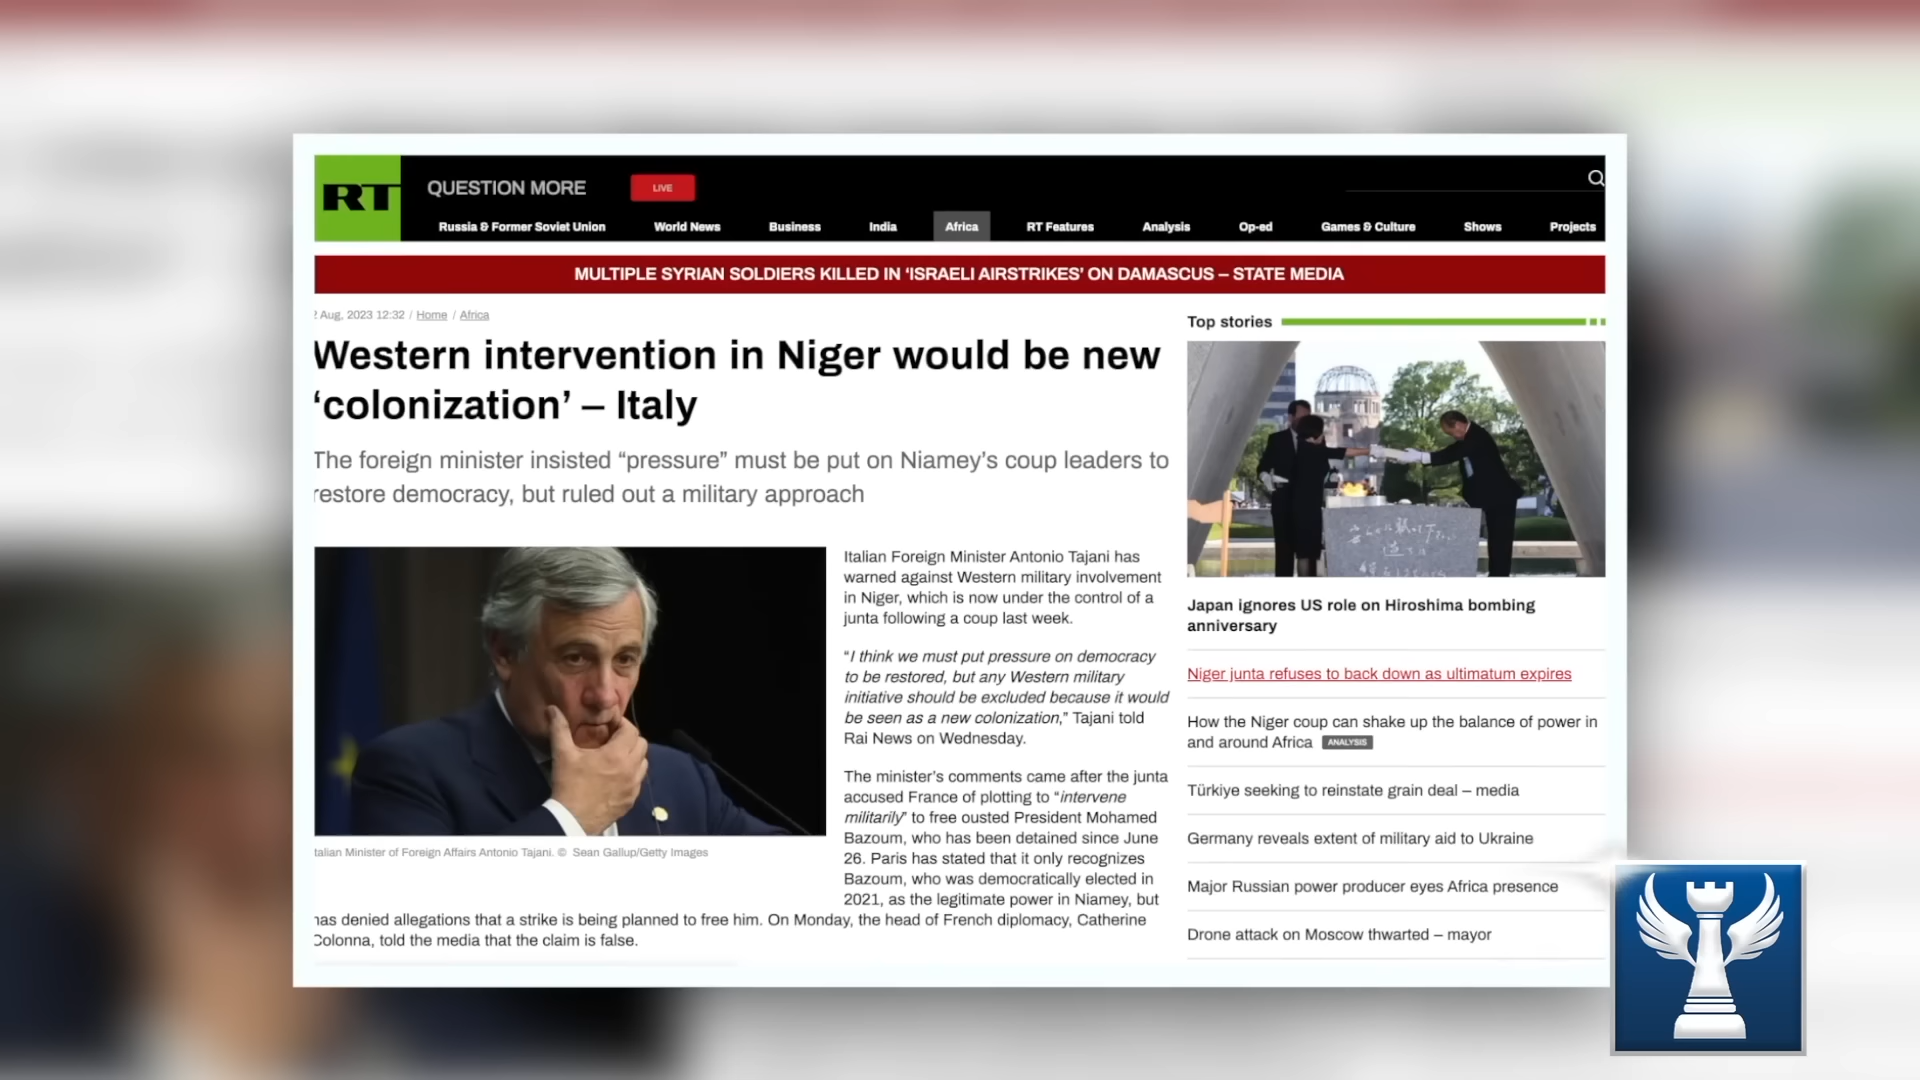 RT
QUESTION MORE
LIVE
Russia & Former Soviet Union World News Business India Africa RT Features Analysis Op-ed Games & Culture Shows Projects
MULTIPLE SYRIAN SOLDIERS KILLED IN ‘ISRAELI AIRSTRIKES’ ON DAMASCUS – STATE MEDIA
2 Aug, 2023 12:32 / Home / Africa
Western intervention in Niger would be new
‘colonization’ – Italy
The foreign minister insisted “pressure” must be put on Niamey’s coup leaders to
restore democracy, but ruled out a military approach
Italian Foreign Minister Antonio Tajani has
warned against Western military involvement
in Niger, which is now under the control of a
junta following a coup last week.
“I think we must put pressure on democracy
to be restored, but any Western military
initiative should be excluded because it would
be seen as a new colonization,” Tajani told
Rai News on Wednesday.
The minister’s comments came after the junta
accused France of plotting to “intervene
militarily” to free ousted President Mohamed
Bazoum, who has been detained since June
26. Paris has stated that it only recognizes
Bazoum, who was democratically elected in
2021, as the legitimate power in Niamey, but
has denied allegations that a strike is being planned to free him. On Monday, the head of French diplomacy, Catherine
Colonna, told the media that the claim is false.
talian Minister of Foreign Affairs Antonio Tajani. © Sean Gallup/Getty Images
Top stories
Japan ignores US role on Hiroshima bombing
anniversary
Niger junta refuses to back down as ultimatum expires
How the Niger coup can shake up the balance of power in
and around Africa ANALYSIS
Türkiye seeking to reinstate grain deal – media
Germany reveals extent of military aid to Ukraine
Major Russian power producer eyes Africa presence
Drone attack on Moscow thwarted – mayor